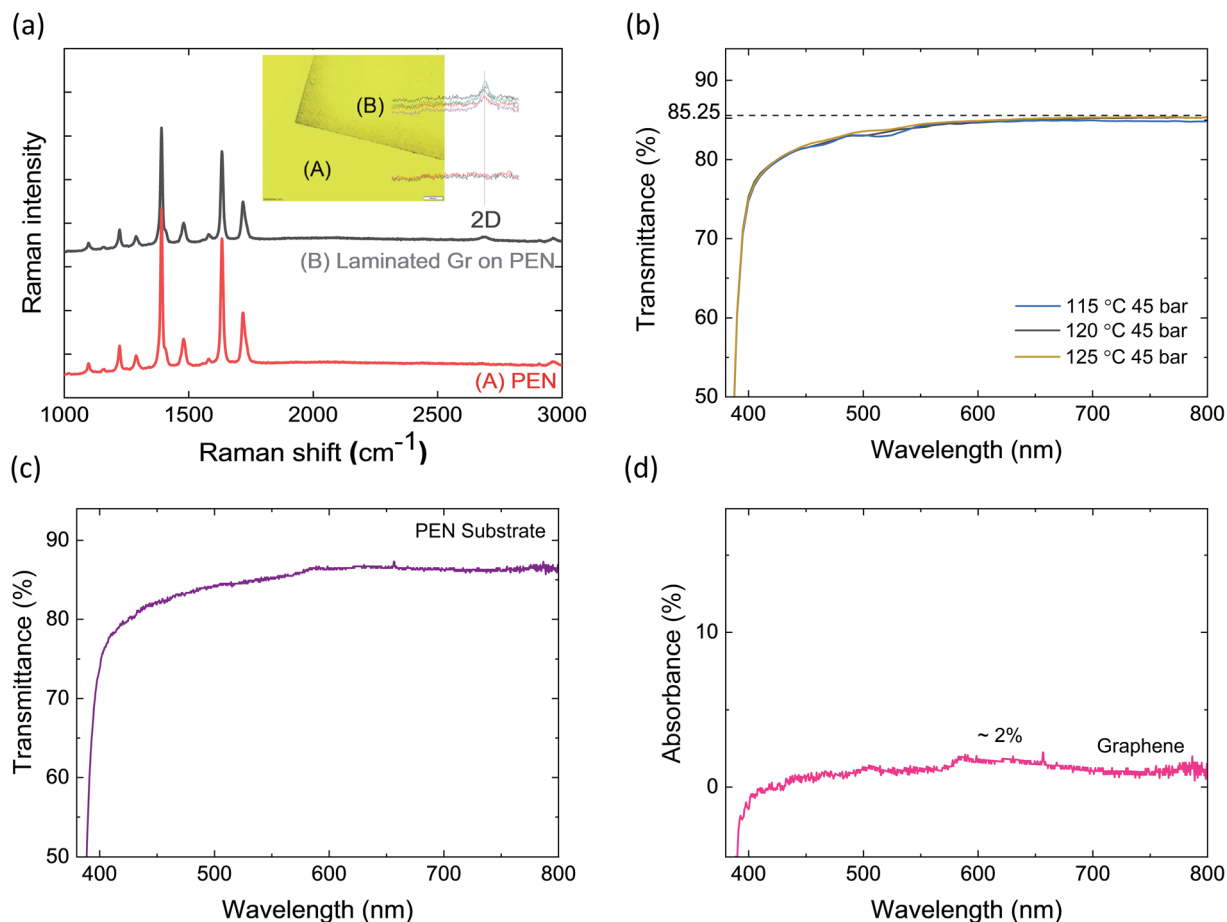 (a)
Raman intensity
(B)
(A)
2D
(B) Laminated Gr on PEN
(A) PEN
1000 1500 2000 2500 3000
Raman shift (cm⁻¹)
(b)
Transmittance (%)
90
85.25
80
70
60
50
115 °C 45 bar
120 °C 45 bar
125 °C 45 bar
400 500 600 700 800
Wavelength (nm)
(c)
Transmittance (%)
90
80
70
60
50
PEN Substrate
400 500 600 700 800
Wavelength (nm)
(d)
Absorbance (%)
10
0
~ 2%
Graphene
400 500 600 700 800
Wavelength (nm)